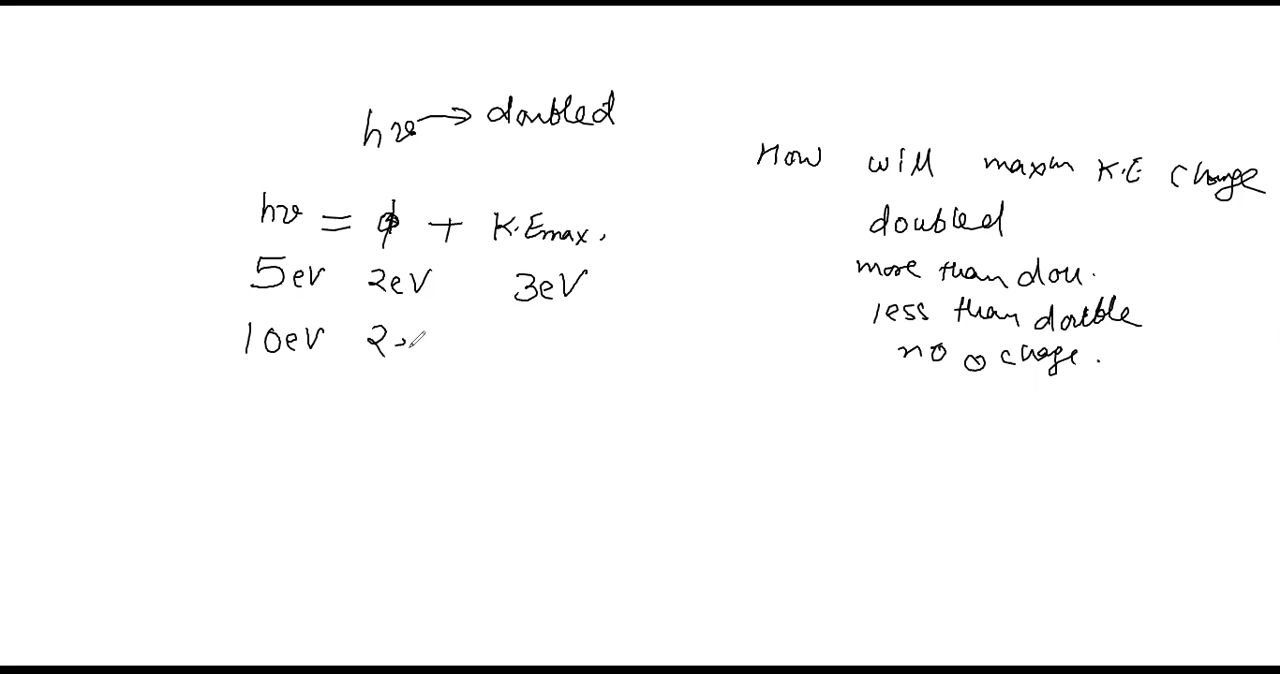 hν → doubled
hν = ϕ + K.Emax.
5eV 2eV 3eV
10eV 2
How will maxm K.E Change
doubled
more than dou.
less than double
no change.